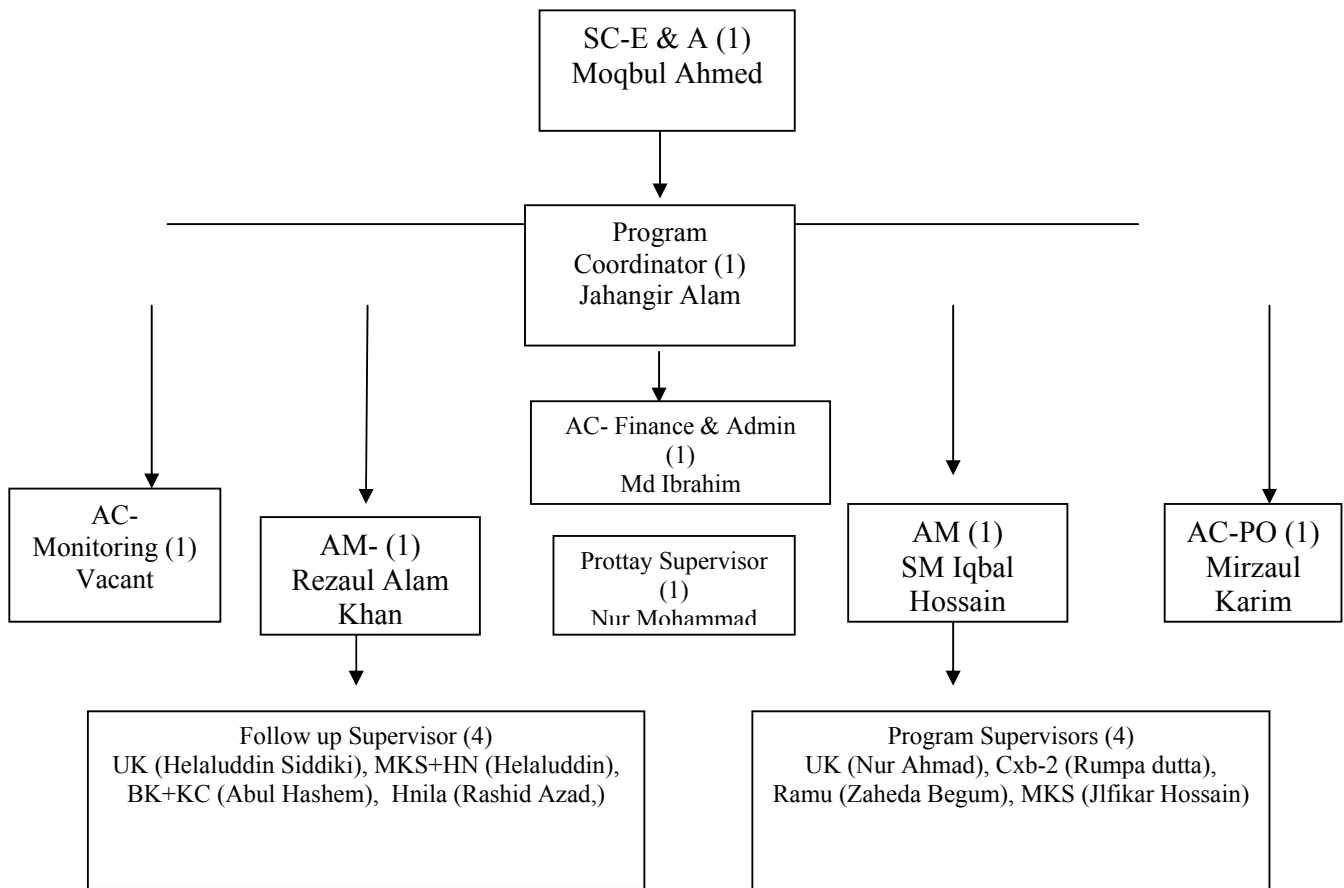 SC-E & A (1)
Moqbul Ahmed
Program
Coordinator (1)
Jahangir Alam
AC- Finance & Admin
(1)
Md Ibrahim
AC-
Monitoring (1)
Vacant
AM- (1)
Rezaul Alam
Khan
Prottay Supervisor
(1)
Nur Mohammad
AM (1)
SM Iqbal
Hossain
AC-PO (1)
Mirzaul
Karim
Follow up Supervisor (4)
UK (Helaluddin Siddiki), MKS+HN (Helaluddin),
BK+KC (Abul Hashem), Hnila (Rashid Azad,)
Program Supervisors (4)
UK (Nur Ahmad), Cxb-2 (Rumpa dutta),
Ramu (Zaheda Begum), MKS (Jlfikar Hossain)